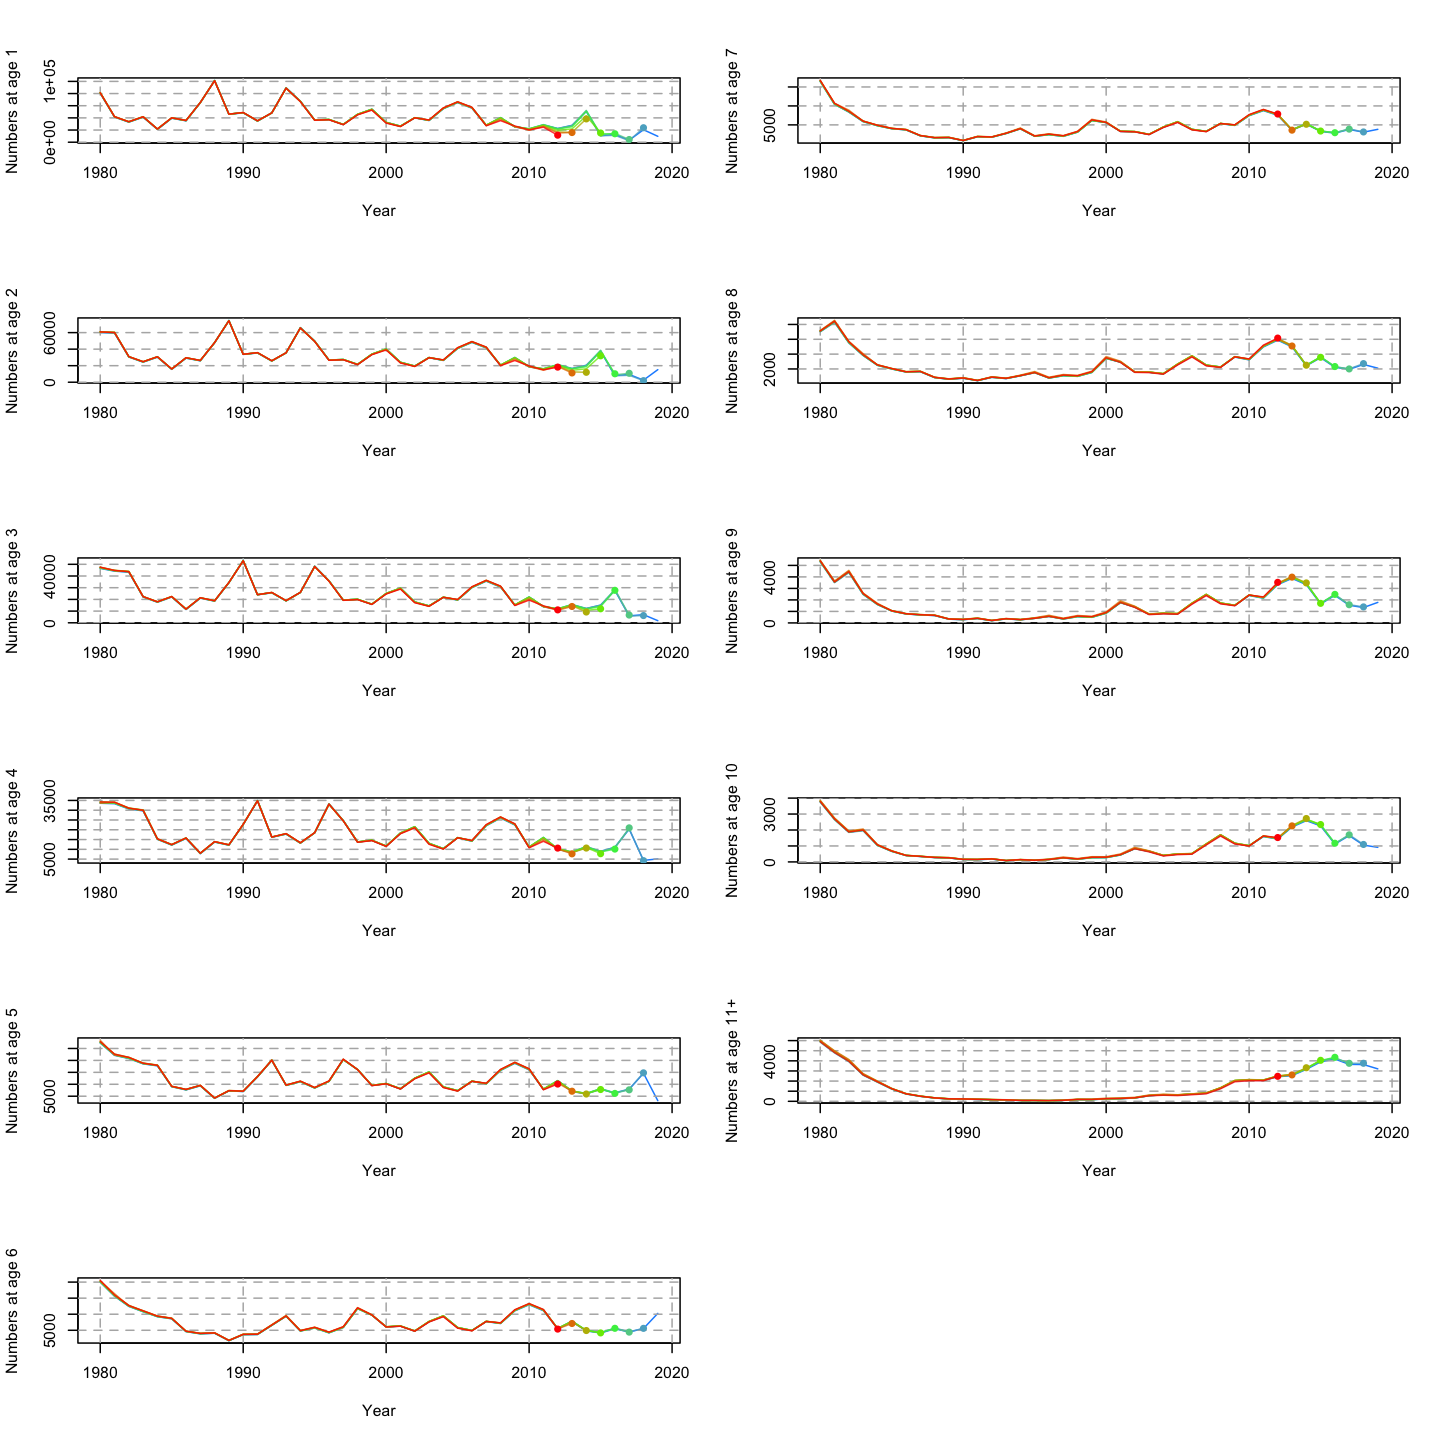 Numbers at age 1
1e+05
0e+00
1980 1990 2000 2010 2020
Year
Numbers at age 2
60000
0
1980 1990 2000 2010 2020
Year
Numbers at age 3
40000
0
1980 1990 2000 2010 2020
Year
Numbers at age 4
35000
5000
1980 1990 2000 2010 2020
Year
Numbers at age 5
5000
1980 1990 2000 2010 2020
Year
Numbers at age 6
5000
1980 1990 2000 2010 2020
Year
Numbers at age 7
5000
1980 1990 2000 2010 2020
Year
Numbers at age 8
2000
1980 1990 2000 2010 2020
Year
Numbers at age 9
4000
0
1980 1990 2000 2010 2020
Year
Numbers at age 10
3000
0
1980 1990 2000 2010 2020
Year
Numbers at age 11+
4000
0
1980 1990 2000 2010 2020
Year